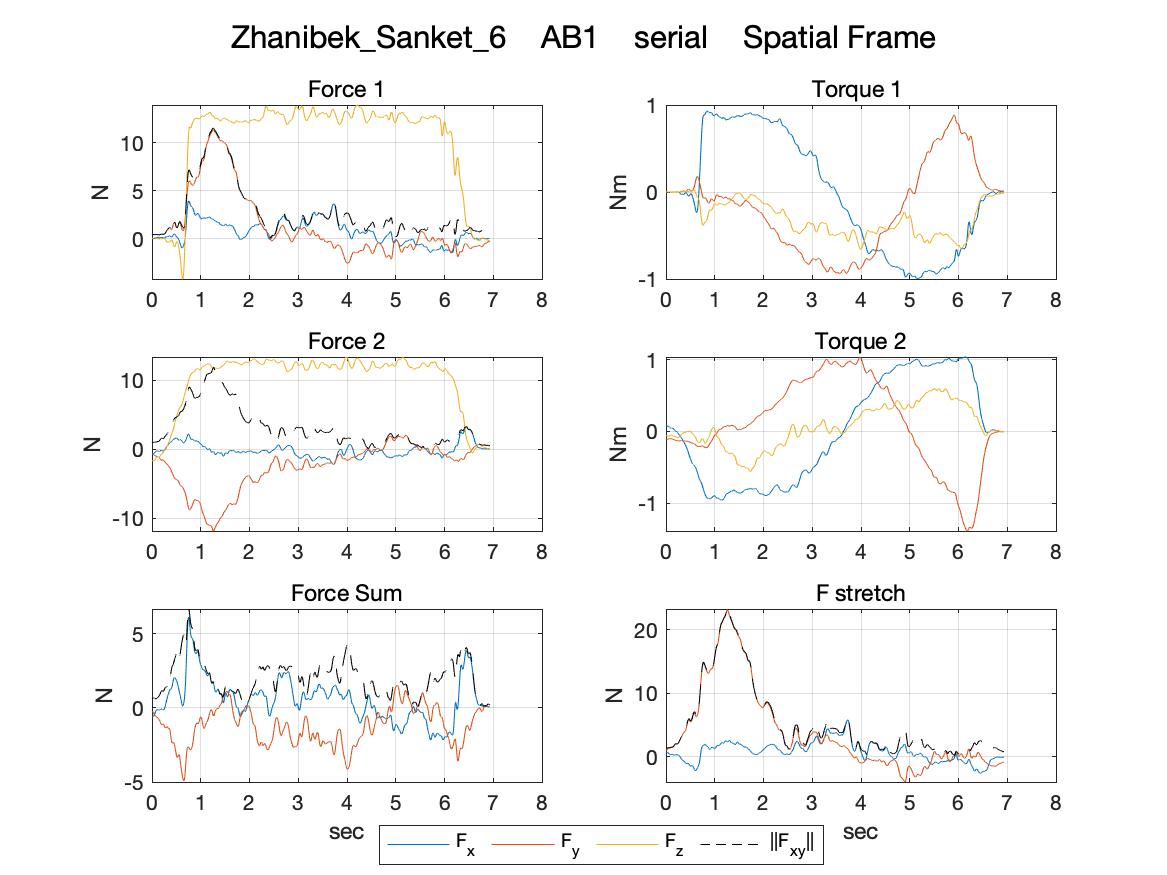 Zhanibek_Sanket_6 AB1 serial Spatial Frame
Force 1
N
10
5
0
0 1 2 3 4 5 6 7 8
Torque 1
Nm
1
0
-1
0 1 2 3 4 5 6 7 8
Force 2
N
10
0
-10
0 1 2 3 4 5 6 7 8
Torque 2
Nm
1
0
-1
0 1 2 3 4 5 6 7 8
Force Sum
N
5
0
-5
0 1 2 3 4 5 6 7 8
sec
F stretch
N
20
10
0
0 1 2 3 4 5 6 7 8
sec
Fx Fy Fz ||Fxy||